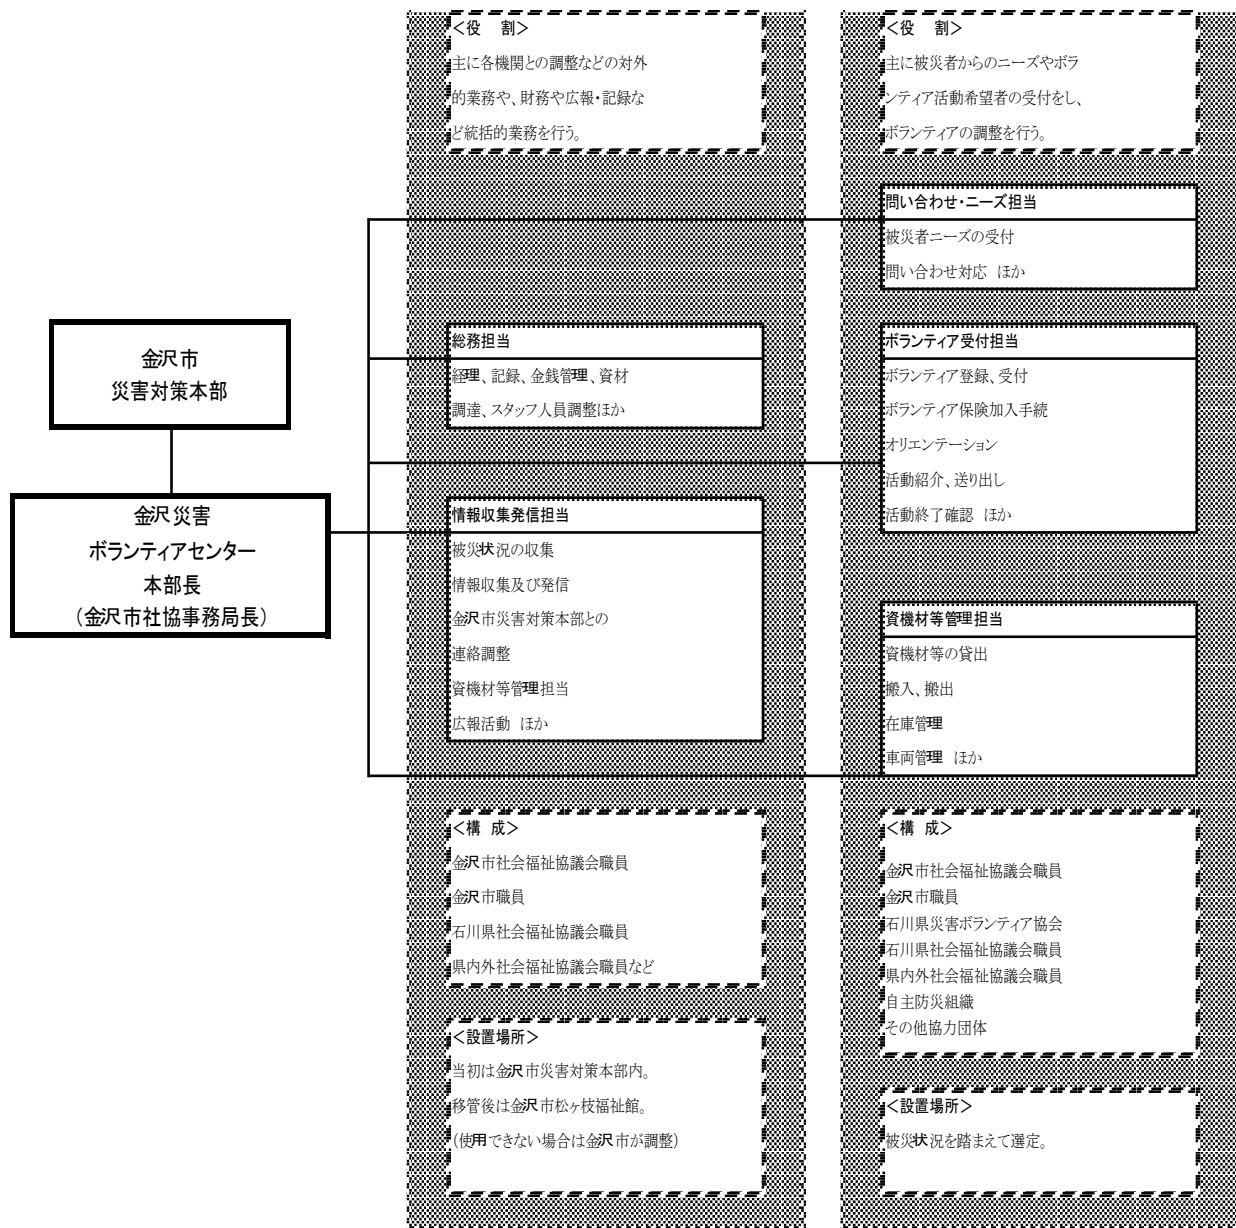 金沢市
災害対策本部
金沢災害
ボランティアセンター
本部長
(金沢市社協事務局長)
<役 割>
主に各機関との調整などの対外
的業務や、財務や広報・記録な
ど統括的業務を行う。
総務担当
経理、記録、金銭管理、資材
調達、スタッフ人員調整ほか
情報収集発信担当
被災状況の収集
情報収集及び発信
金沢市災害対策本部との
連絡調整
資機材等管理担当
広報活動 ほか
<構 成>
金沢市社会福祉協議会職員
金沢市職員
石川県社会福祉協議会職員
県内外社会福祉協議会職員など
<設置場所>
当初は金沢市災害対策本部内。
移管後は金沢市松ヶ枝福祉館。
(使用できない場合は金沢市が調整)
<役 割>
主に被災者からのニーズやボラ
ンティア活動希望者の受付をし、
ボランティアの調整を行う。
問い合わせ・ニーズ担当
被災者ニーズの受付
問い合わせ対応 ほか
ボランティア受付担当
ボランティア登録、受付
ボランティア保険加入手続
オリエンテーション
活動紹介、送り出し
活動終了確認 ほか
資機材等管理担当
資機材等の貸出
搬入、搬出
在庫管理
車両管理 ほか
<構 成>
金沢市社会福祉協議会職員
金沢市職員
石川県災害ボランティア協会
石川県社会福祉協議会職員
県内外社会福祉協議会職員
自主防災組織
その他協力団体
<設置場所>
被災状況を踏まえて選定。